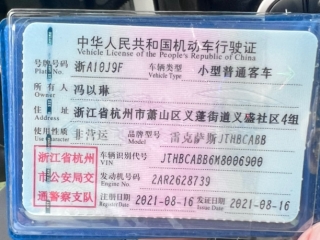 中华人民共和国机动车行驶证
Vehicle License of the People's Republic of China
号牌号码 Plate No. 浙A10J9F 车辆类型 Vehicle Type 小型普通客车
所有人 Owner 冯以琳
住址 Address 浙江省杭州市萧山区义蓬街道义盛社区4组
使用性质 Use Character 非营运 品牌型号 Model 雷克萨斯JTHBCABB
浙江省杭州市公安局交通警察支队
车辆识别代号 VIN JTHBCABB6M8006900
发动机号码 Engine No. 2AR2628739
注册日期 Register Date 2021-08-16 发证日期 Issue Date 2021-08-16